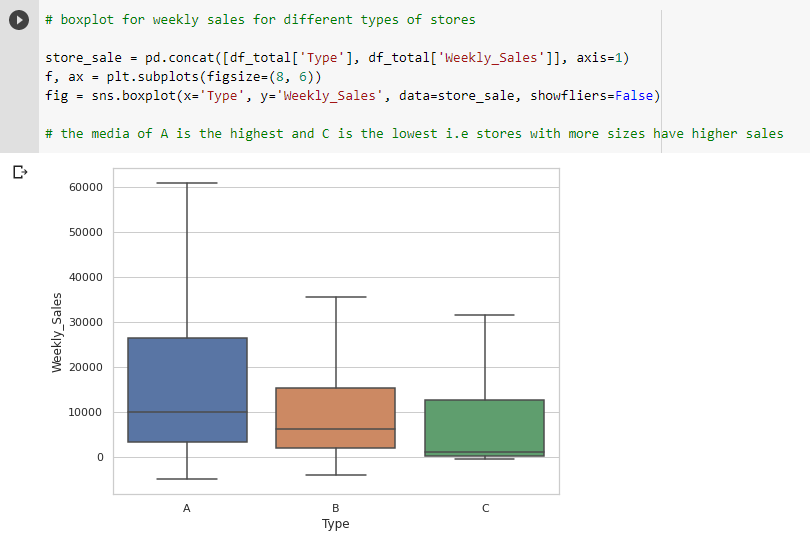 # boxplot for weekly sales for different types of stores
store_sale = pd.concat([df_total['Type'], df_total['Weekly_Sales']], axis=1)
f, ax = plt.subplots(figsize=(8, 6))
fig = sns.boxplot(x='Type', y='Weekly_Sales', data=store_sale, showfliers=False)
# the media of A is the highest and C is the lowest i.e stores with more sizes have higher sales
60000
50000
40000
30000
20000
10000
0
Weekly_Sales
A B C
Type